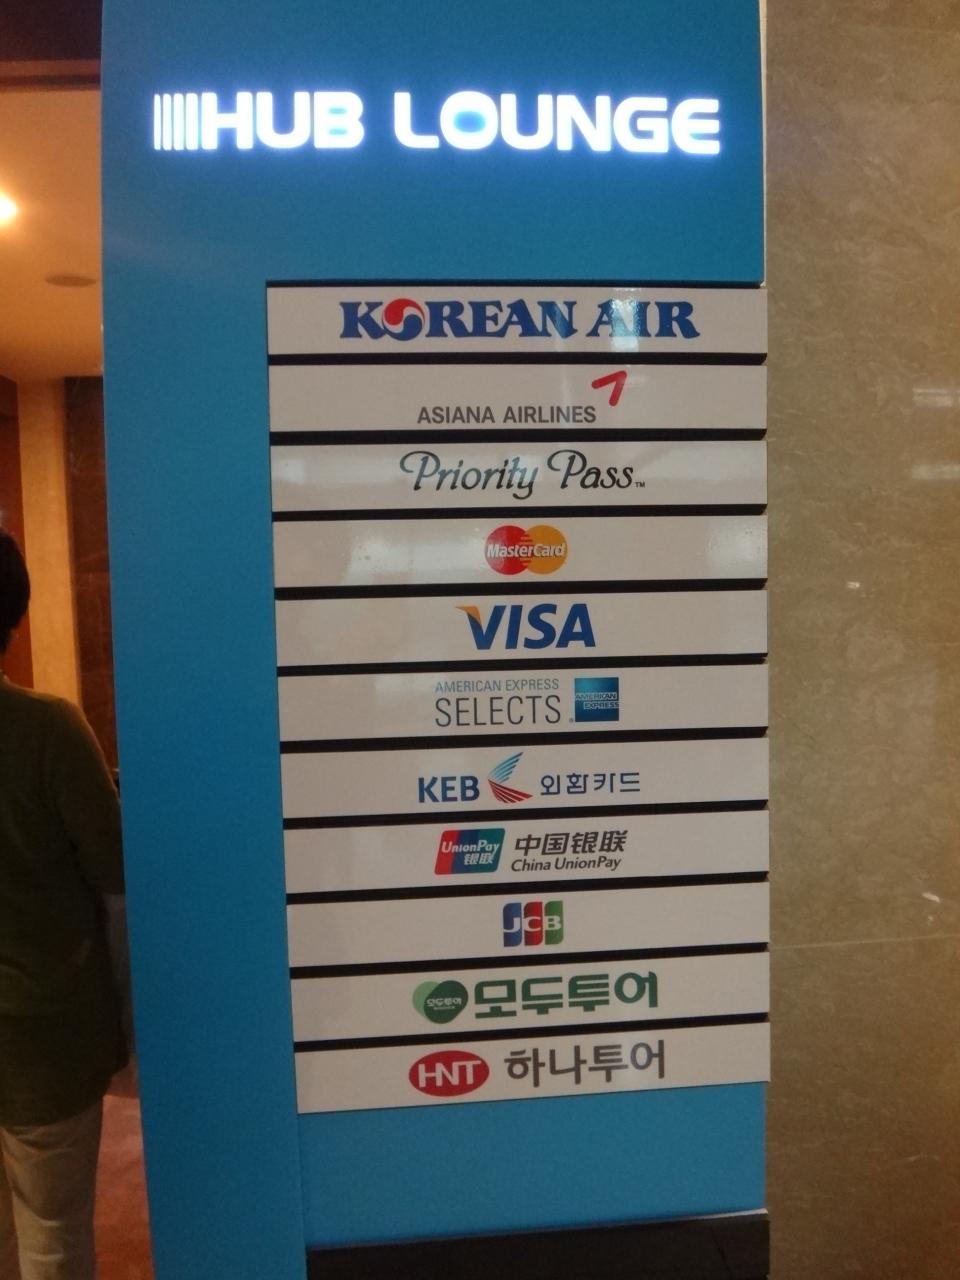 HUB LOUNGE
KOREAN AIR
ASIANA AIRLINES
Priority Pass™
MasterCard
VISA
AMERICAN EXPRESS
SELECTS®
AMERICAN
EXPRESS
KEB 외환카드
UnionPay
银联
中国银联
China UnionPay
JCB
모두투어 모두투어
HNT 하나투어